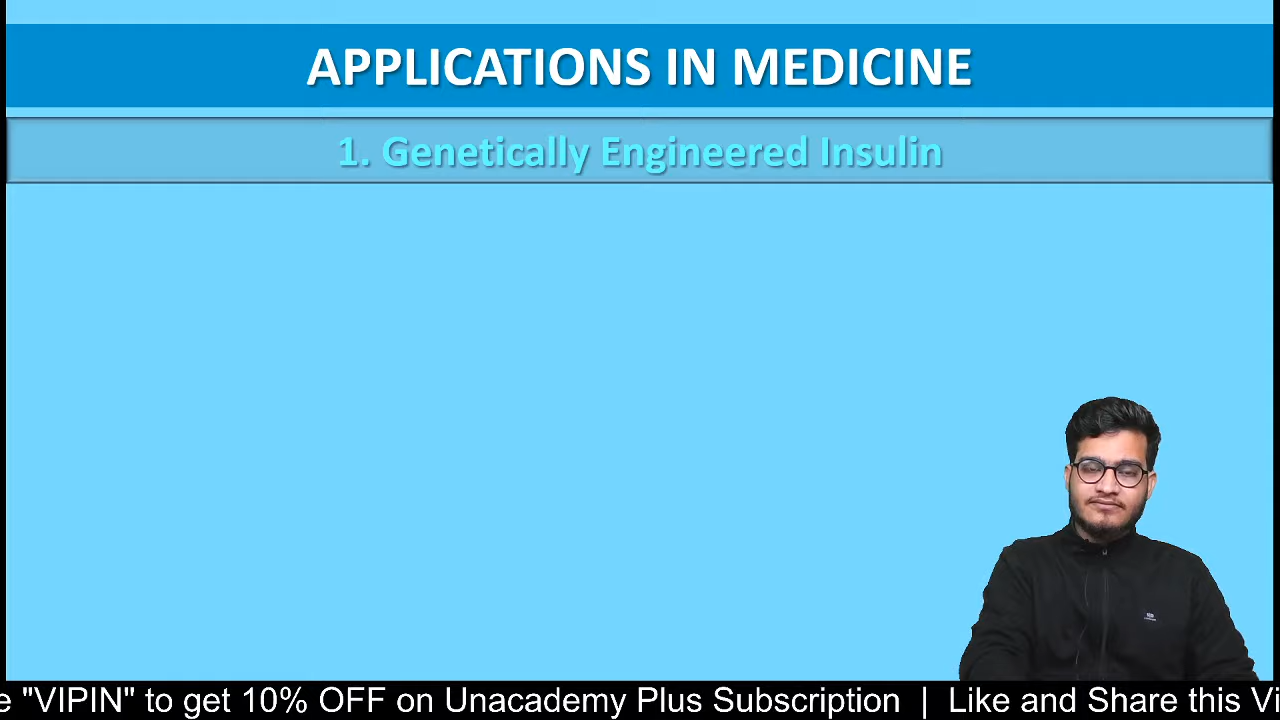 APPLICATIONS IN MEDICINE
1. Genetically Engineered Insulin
e "VIPIN" to get 10% OFF on Unacademy Plus Subscription | Like and Share this Vi